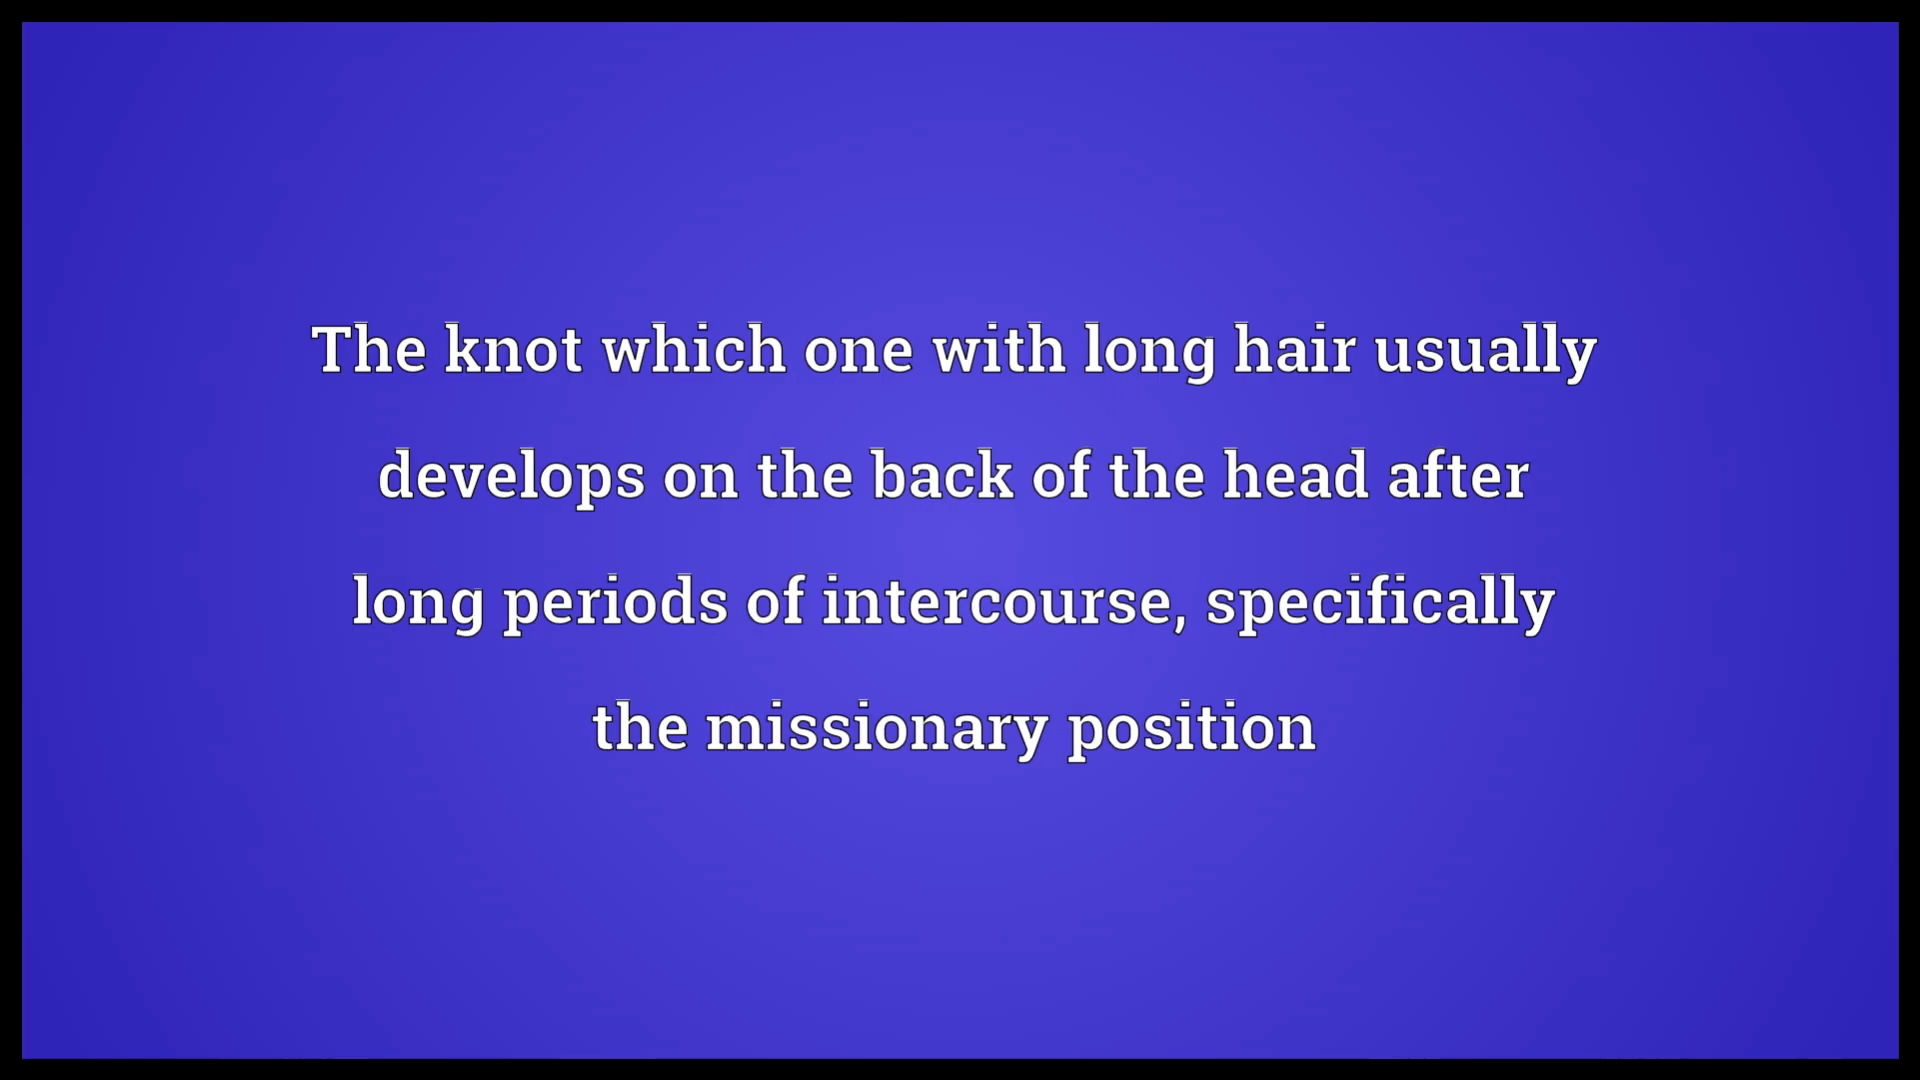 The knot which one with long hair usually
develops on the back of the head after
long periods of intercourse, specifically
the missionary position